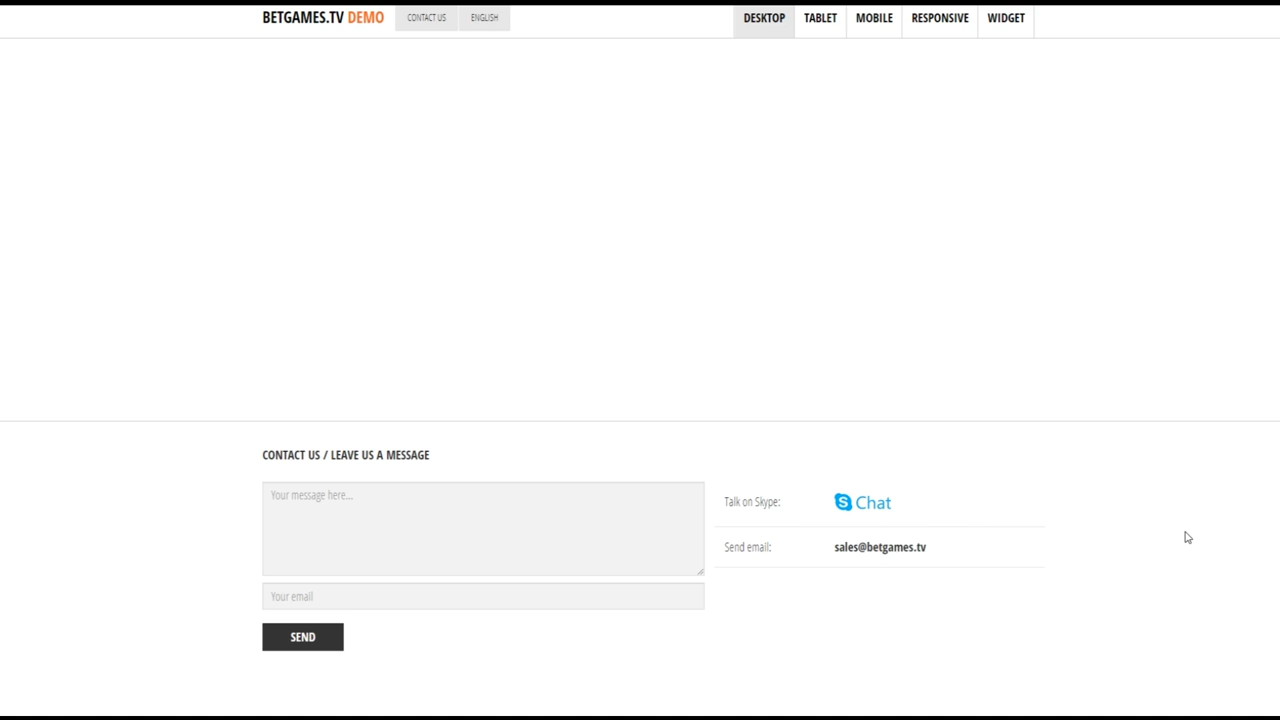 BETGAMES.TV DEMO CONTACT US ENGLISH DESKTOP TABLET MOBILE RESPONSIVE WIDGET
CONTACT US / LEAVE US A MESSAGE
Your message here...
Talk on Skype: Chat
Send email: sales@betgames.tv
Your email
SEND